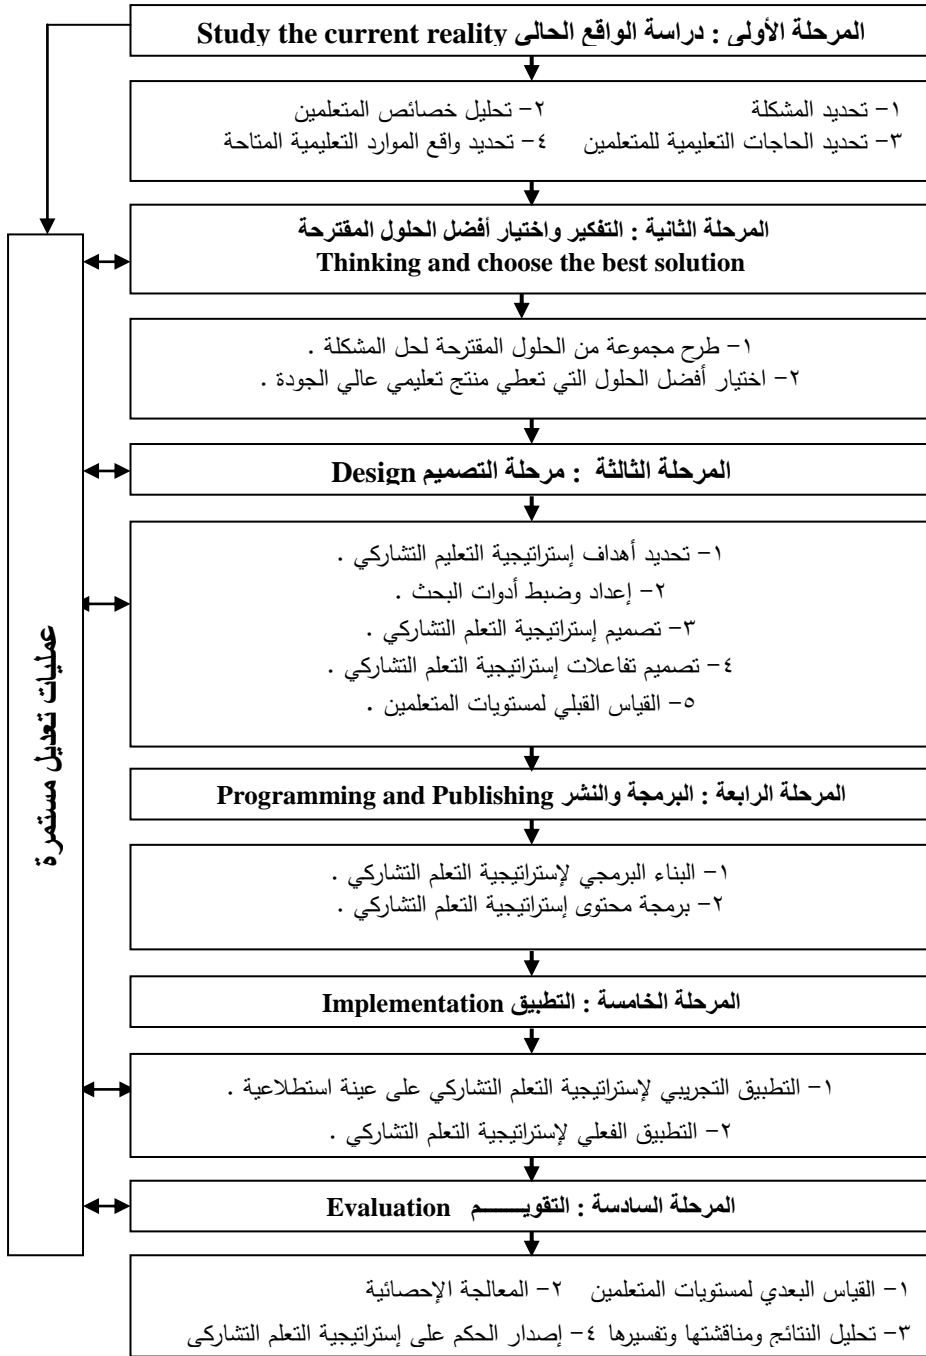 المرحلة الأولى : دراسة الواقع الحالى Study the current reality
١- تحديد المشكلة ٢- تحليل خصائص المتعلمين
٣- تحديد الحاجات التعليمية للمتعلمين ٤- تحديد واقع الموارد التعليمية المتاحة
المرحلة الثانية : التفكير واختيار أفضل الحلول المقترحة
Thinking and choose the best solution
١- طرح مجموعة من الحلول المقترحة لحل المشكلة .
٢- اختيار أفضل الحلول التي تعطي منتج تعليمي عالي الجودة .
المرحلة الثالثة : مرحلة التصميم Design
١- تحديد أهداف إستراتيجية التعليم التشاركي .
٢- إعداد وضبط أدوات البحث .
٣- تصميم إستراتيجية التعلم التشاركي .
٤- تصميم تفاعلات إستراتيجية التعلم التشاركي .
٥- القياس القبلي لمستويات المتعلمين .
المرحلة الرابعة : البرمجة والنشر Programming and Publishing
١- البناء البرمجي لإستراتيجية التعلم التشاركي .
٢- برمجة محتوى إستراتيجية التعلم التشاركي .
المرحلة الخامسة : التطبيق Implementation
١- التطبيق التجريبي لإستراتيجية التعلم التشاركي على عينة استطلاعية .
٢- التطبيق الفعلي لإستراتيجية التعلم التشاركي .
المرحلة السادسة : التقويـــــــم Evaluation
١- القياس البعدي لمستويات المتعلمين ٢- المعالجة الإحصائية
٣- تحليل النتائج ومناقشتها وتفسيرها ٤- إصدار الحكم على إستراتيجية التعلم التشاركى
عمليات تعديل مستمرة